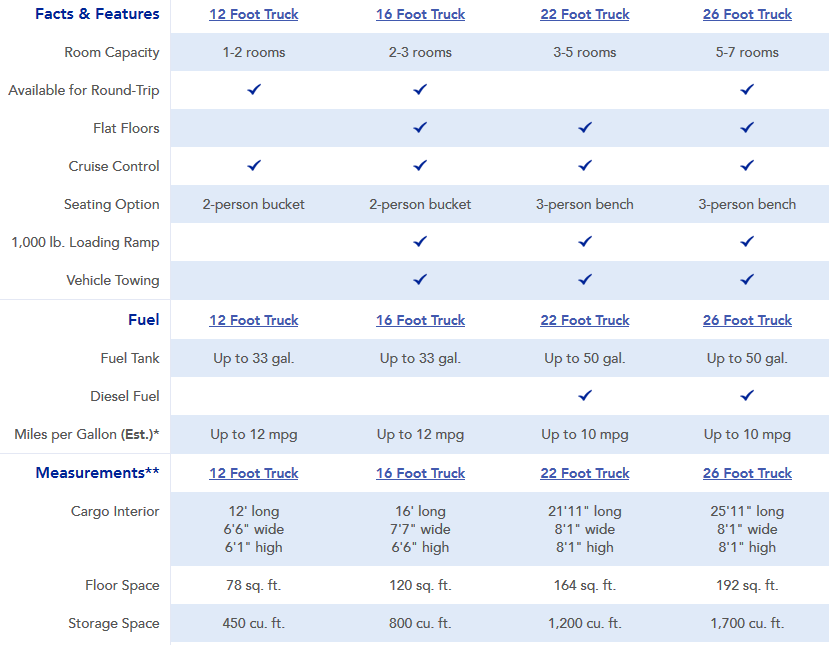 Facts & Features 12 Foot Truck 16 Foot Truck 22 Foot Truck 26 Foot Truck
Room Capacity 1-2 rooms 2-3 rooms 3-5 rooms 5-7 rooms
Available for Round-Trip ✓ ✓ ✓
Flat Floors ✓ ✓ ✓
Cruise Control ✓ ✓ ✓ ✓
Seating Option 2-person bucket 2-person bucket 3-person bench 3-person bench
1,000 lb. Loading Ramp ✓ ✓ ✓
Vehicle Towing ✓ ✓ ✓
Fuel 12 Foot Truck 16 Foot Truck 22 Foot Truck 26 Foot Truck
Fuel Tank Up to 33 gal. Up to 33 gal. Up to 50 gal. Up to 50 gal.
Diesel Fuel ✓ ✓
Miles per Gallon (Est.)* Up to 12 mpg Up to 12 mpg Up to 10 mpg Up to 10 mpg
Measurements** 12 Foot Truck 16 Foot Truck 22 Foot Truck 26 Foot Truck
Cargo Interior 12' long 16' long 21'11" long 25'11" long
6'6" wide 7'7" wide 8'1" wide 8'1" wide
6'1" high 6'6" high 8'1" high 8'1" high
Floor Space 78 sq. ft. 120 sq. ft. 164 sq. ft. 192 sq. ft.
Storage Space 450 cu. ft. 800 cu. ft. 1,200 cu. ft. 1,700 cu. ft.